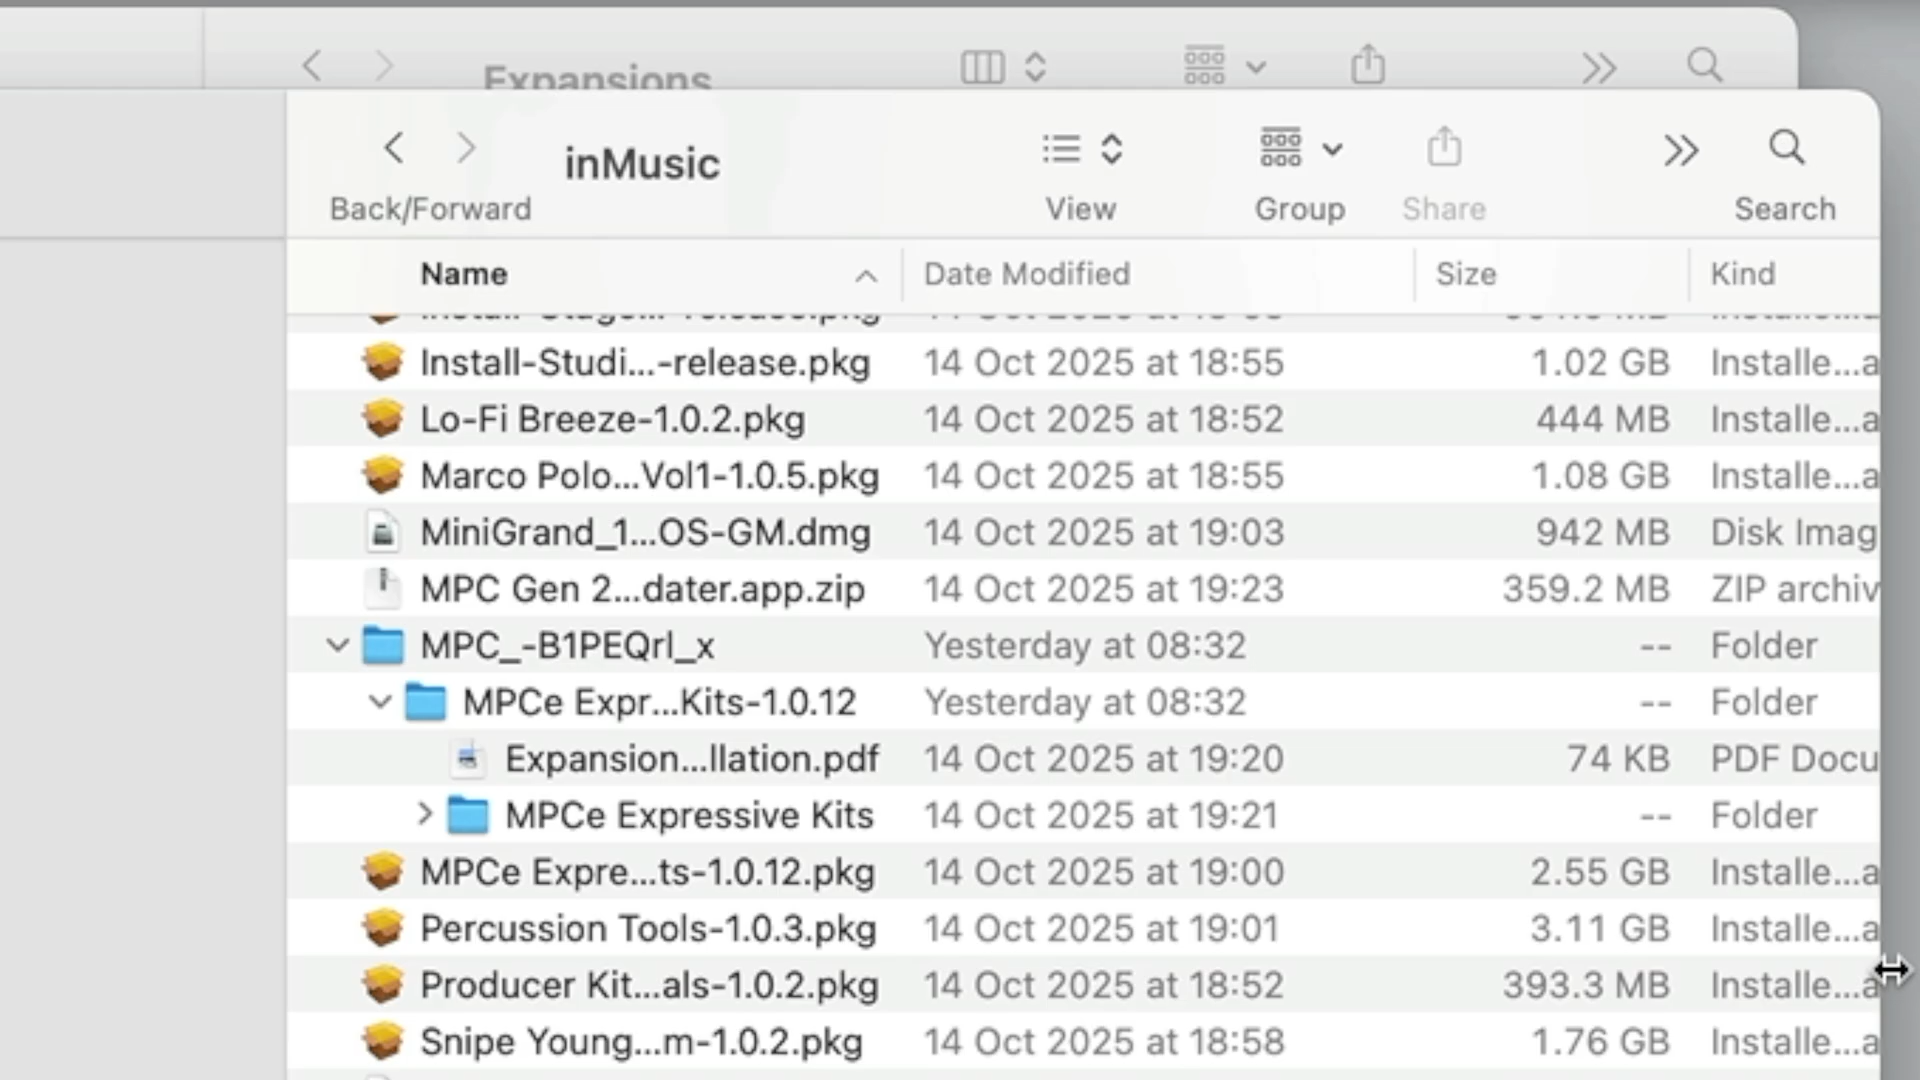 Expansions
inMusic
Back/Forward View Group Share Search
Name Date Modified Size Kind
Install-Studi...-release.pkg 14 Oct 2025 at 18:55 1.02 GB Installe...a
Lo-Fi Breeze-1.0.2.pkg 14 Oct 2025 at 18:52 444 MB Installe...a
Marco Polo...Vol1-1.0.5.pkg 14 Oct 2025 at 18:55 1.08 GB Installe...a
MiniGrand_1...OS-GM.dmg 14 Oct 2025 at 19:03 942 MB Disk Imag
MPC Gen 2...dater.app.zip 14 Oct 2025 at 19:23 359.2 MB ZIP archiv
MPC_-B1PEQrl_x Yesterday at 08:32 -- Folder
MPCe Expr...Kits-1.0.12 Yesterday at 08:32 -- Folder
Expansion...llation.pdf 14 Oct 2025 at 19:20 74 KB PDF Docu
MPCe Expressive Kits 14 Oct 2025 at 19:21 -- Folder
MPCe Expre...ts-1.0.12.pkg 14 Oct 2025 at 19:00 2.55 GB Installe...a
Percussion Tools-1.0.3.pkg 14 Oct 2025 at 19:01 3.11 GB Installe...a
Producer Kit...als-1.0.2.pkg 14 Oct 2025 at 18:52 393.3 MB Installe...a
Snipe Young...m-1.0.2.pkg 14 Oct 2025 at 18:58 1.76 GB Installe...a